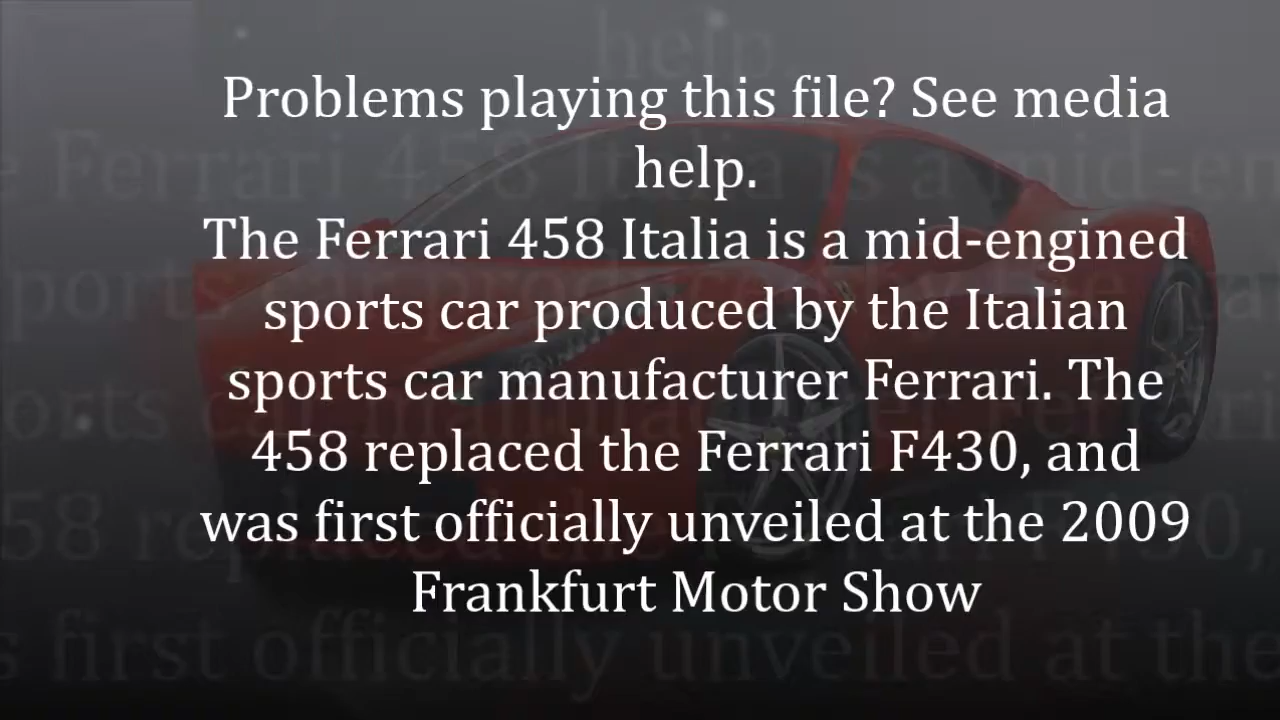 Problems playing this file? See media
help.
The Ferrari 458 Italia is a mid-engined
sports car produced by the Italian
sports car manufacturer Ferrari. The
458 replaced the Ferrari F430, and
was first officially unveiled at the 2009
Frankfurt Motor Show